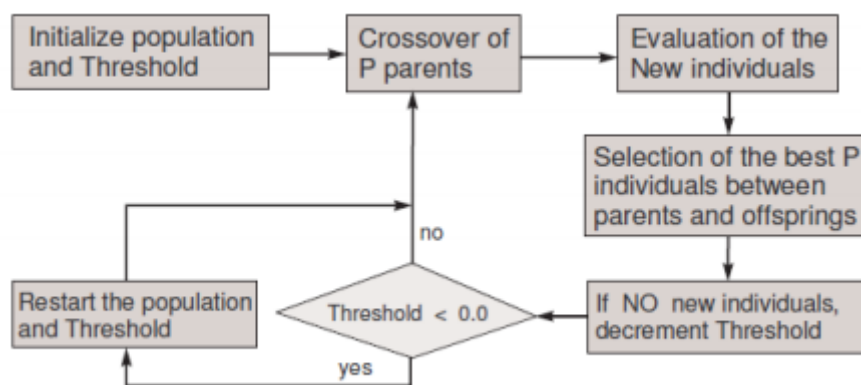 Initialize population
and Threshold
Crossover of
P parents
Evaluation of the
New individuals
Selection of the best P
individuals between
parents and offsprings
If NO new individuals,
decrement Threshold
Threshold < 0.0
no
yes
Restart the population
and Threshold